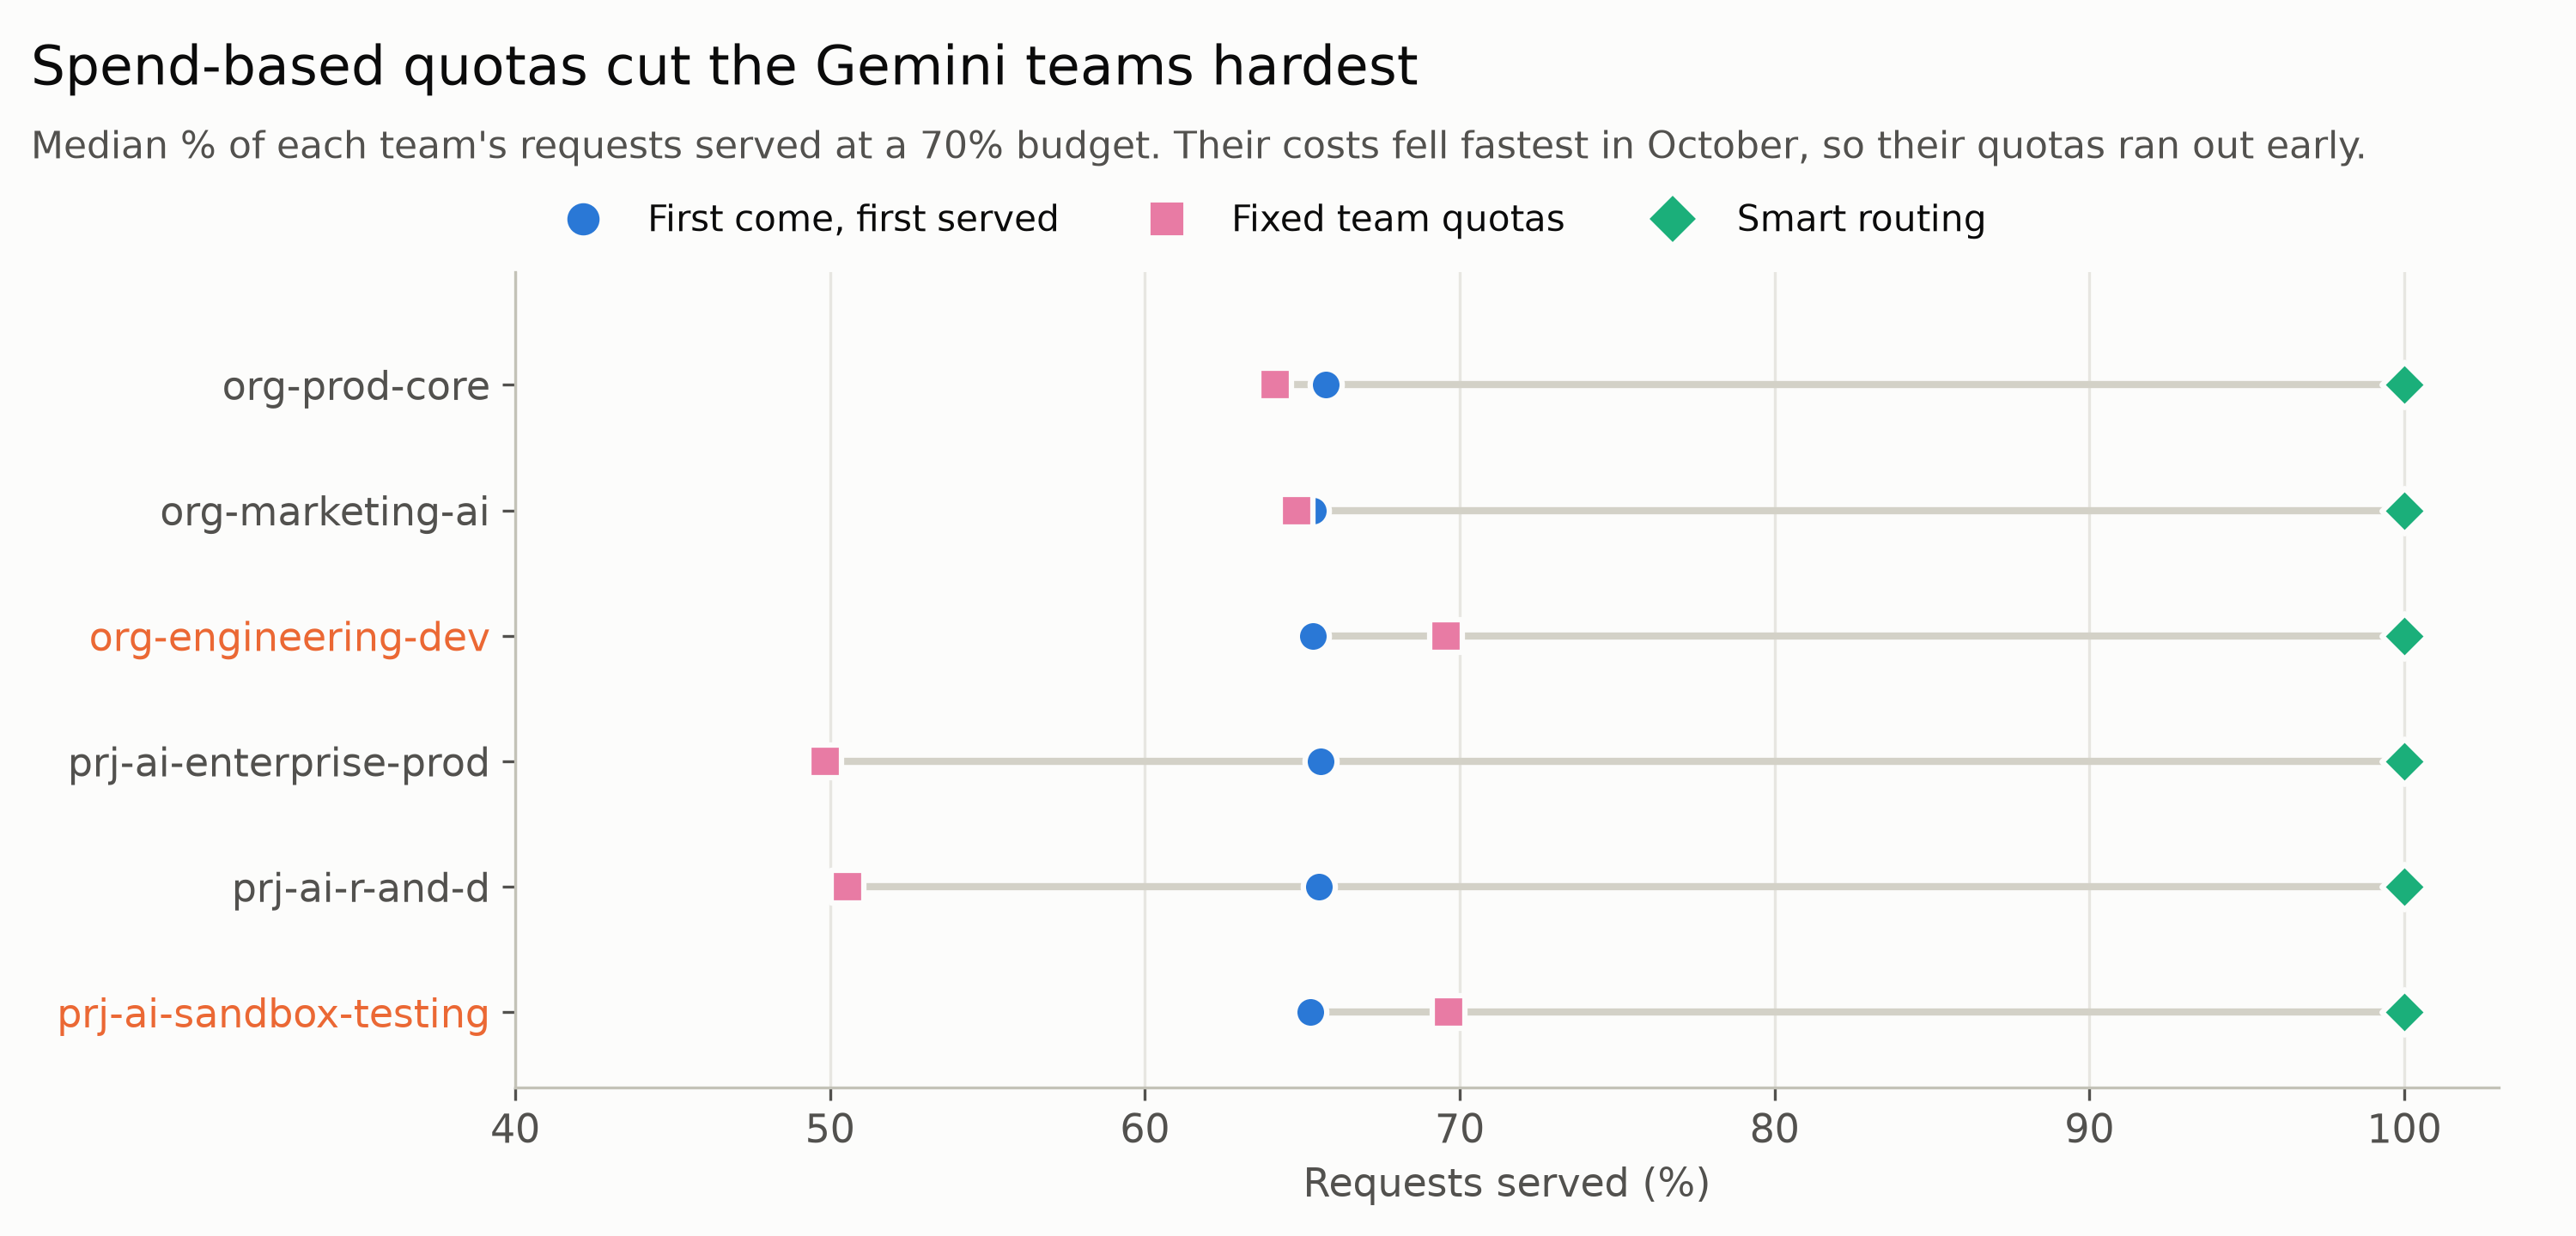 Spend-based quotas cut the Gemini teams hardest
Median % of each team's requests served at a 70% budget. Their costs fell fastest in October, so their quotas ran out early.
First come, first served
Fixed team quotas
Smart routing
org-prod-core
org-marketing-ai
org-engineering-dev
prj-ai-enterprise-prod
prj-ai-r-and-d
prj-ai-sandbox-testing
40 50 60 70 80 90 100
Requests served (%)